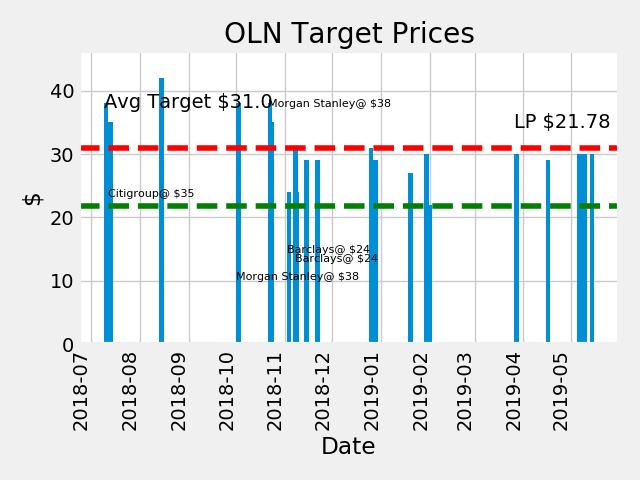 OLN Target Prices
Avg Target $31.0
Morgan Stanley@ $38
LP $21.78
Citigroup@ $35
Barclays@ $24
Barclays@ $24
Morgan Stanley@ $38
$
40
30
20
10
0
2018-07
2018-08
2018-09
2018-10
2018-11
2018-12
2019-01
2019-02
2019-03
2019-04
2019-05
Date